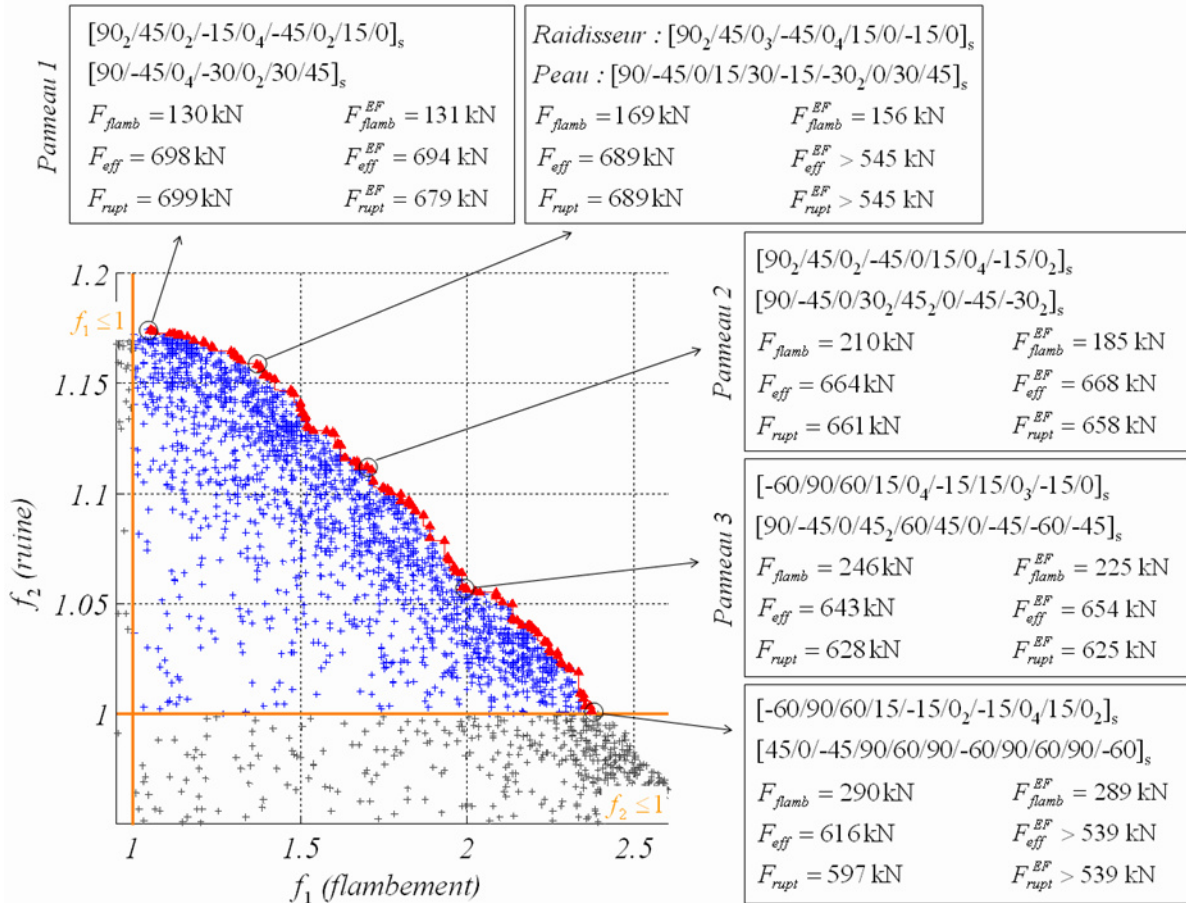 Panneau 1
[90₂/45/0₂/-15/0₄/-45/0₂/15/0]ₛ
[90/-45/0₄/-30/0₂/30/45]ₛ
F_flamb = 130 kN F^EF_flamb = 131 kN
F_eff = 698 kN F^EF_eff = 694 kN
F_rupt = 699 kN F^EF_rupt = 679 kN
Raidisseur : [90₂/45/0₃/-45/0₄/15/0/-15/0]ₛ
Peau : [90/-45/0/15/30/-15/-30₂/0/30/45]ₛ
F_flamb = 169 kN F^EF_flamb = 156 kN
F_eff = 689 kN F^EF_eff > 545 kN
F_rupt = 689 kN F^EF_rupt > 545 kN
Panneau 2
[90₂/45/0₂/-45/0/15/0₄/-15/0₂]ₛ
[90/-45/0/30₂/45₂/0/-45/-30₂]ₛ
F_flamb = 210 kN F^EF_flamb = 185 kN
F_eff = 664 kN F^EF_eff = 668 kN
F_rupt = 661 kN F^EF_rupt = 658 kN
Panneau 3
[-60/90/60/15/0₄/-15/15/0₃/-15/0]ₛ
[90/-45/0/45₂/60/45/0/-45/-60/-45]ₛ
F_flamb = 246 kN F^EF_flamb = 225 kN
F_eff = 643 kN F^EF_eff = 654 kN
F_rupt = 628 kN F^EF_rupt = 625 kN
[-60/90/60/15/-15/0₂/-15/0₄/15/0₂]ₛ
[45/0/-45/90/60/90/-60/90/60/90/-60]ₛ
F_flamb = 290 kN F^EF_flamb = 289 kN
F_eff = 616 kN F^EF_eff > 539 kN
F_rupt = 597 kN F^EF_rupt > 539 kN
1.2
f₁ ≤ 1
1.15
1.1
1.05
1
f₂ (ruine)
f₂ ≤ 1
1 1.5 2 2.5
f₁ (flambement)